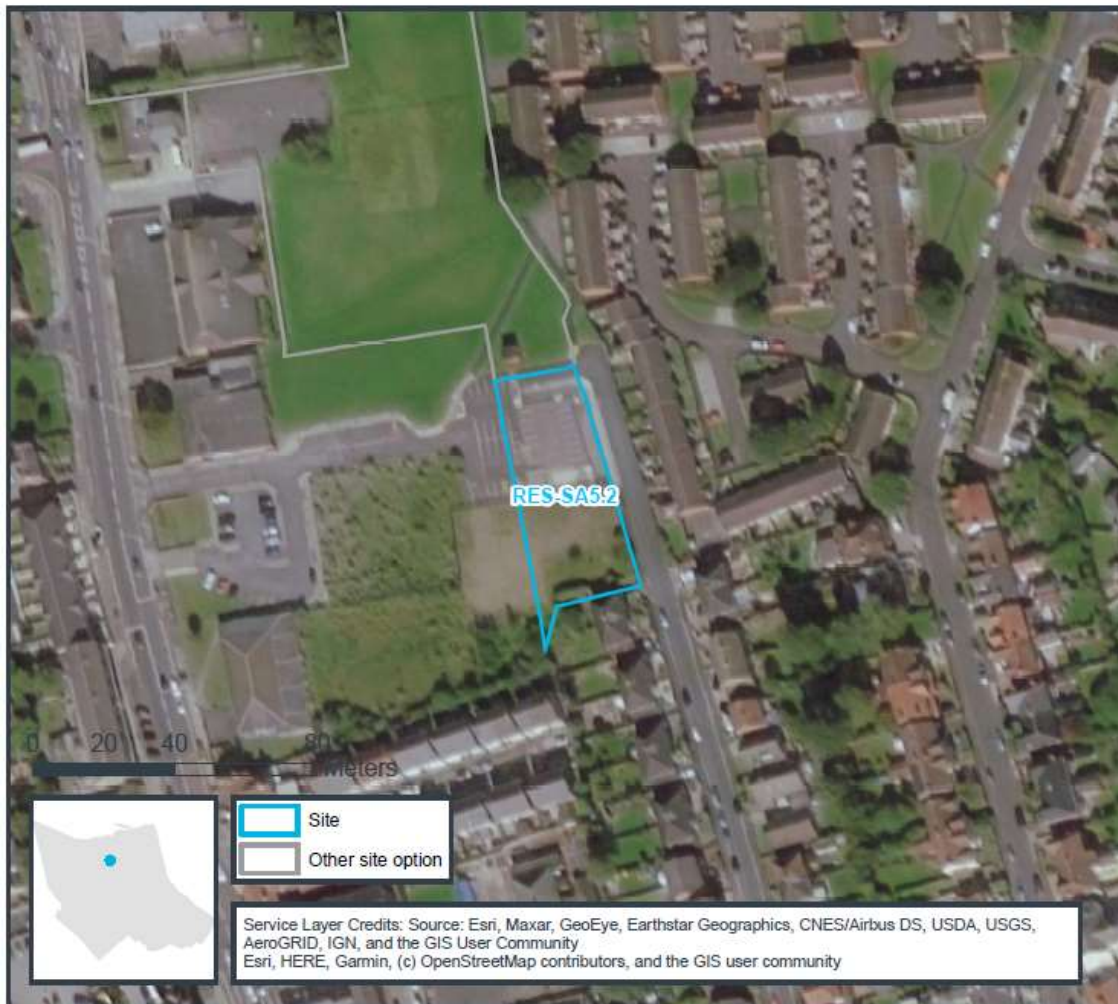 RES-SA5.2
0 20 40 80
Meters
Site
Other site option
Service Layer Credits: Source: Esri, Maxar, GeoEye, Earthstar Geographics, CNES/Airbus DS, USDA, USGS,
AeroGRID, IGN, and the GIS User Community
Esri, HERE, Garmin, (c) OpenStreetMap contributors, and the GIS user community